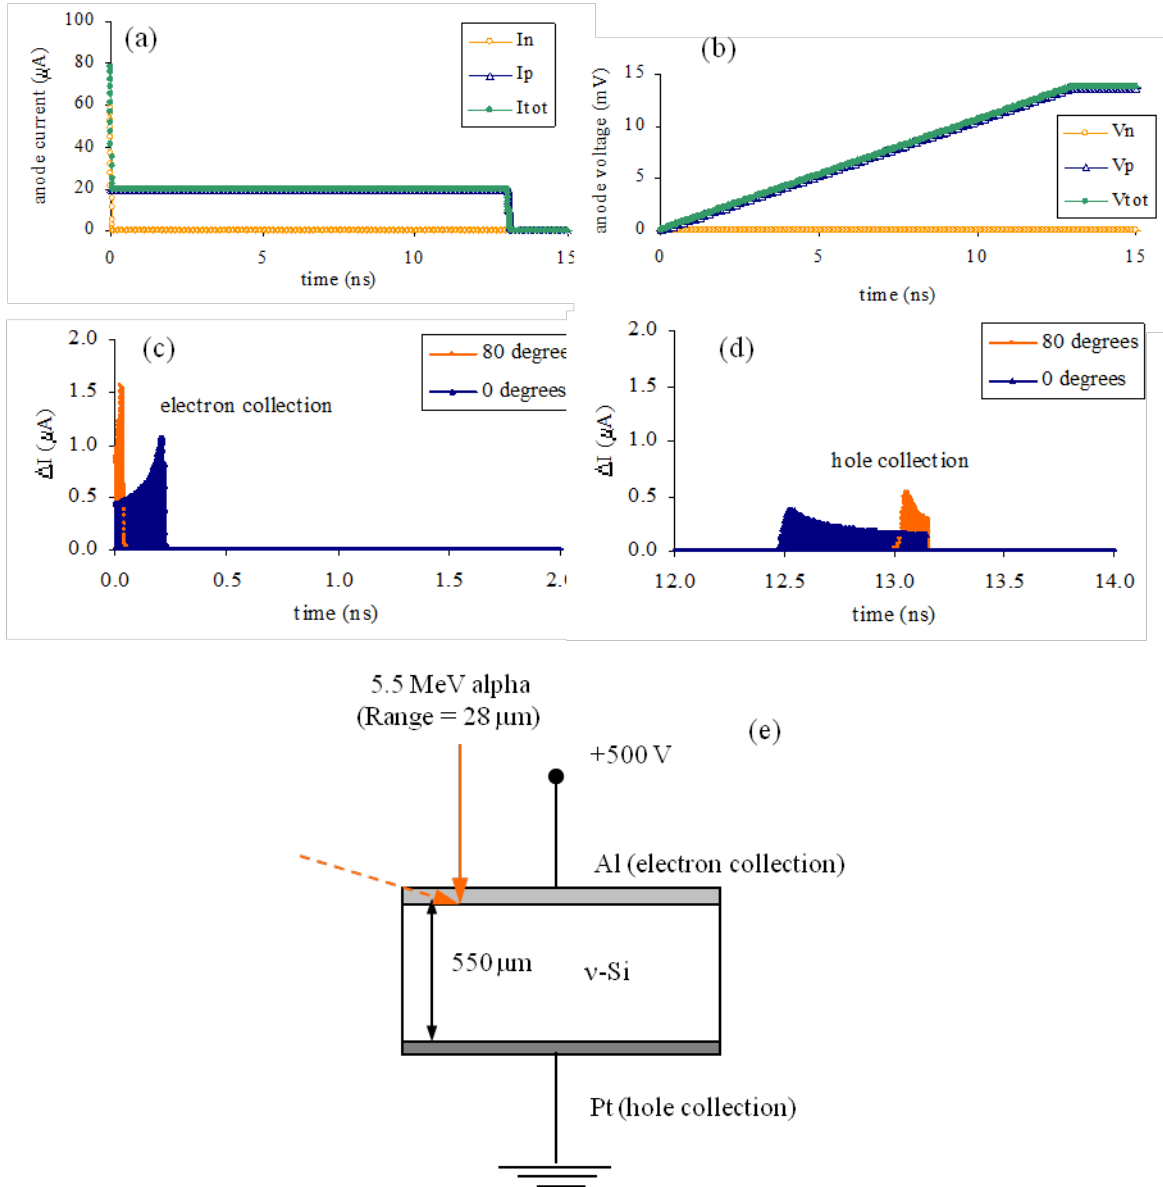 (a)
100
80
60
40
20
0
anode current (µA)
In
Ip
Itot
0 5 10 15
time (ns)
(b)
15
10
5
0
anode voltage (mV)
Vn
Vp
Vtot
0 5 10 15
time (ns)
(c)
2.0
1.5
1.0
0.5
0.0
ΔI (µA)
80 degree
0 degrees
electron collection
0.0 0.5 1.0 2.0
time (ns)
(d)
2.0
1.5
1.0
0.5
0.0
ΔI (µA)
80 degrees
0 degrees
hole collection
12.0 12.5 13.0 13.5 14.0
time (ns)
5.5 MeV alpha
(Range = 28 µm)
(e)
+500 V
Al (electron collection)
550 µm
ν-Si
Pt (hole collection)